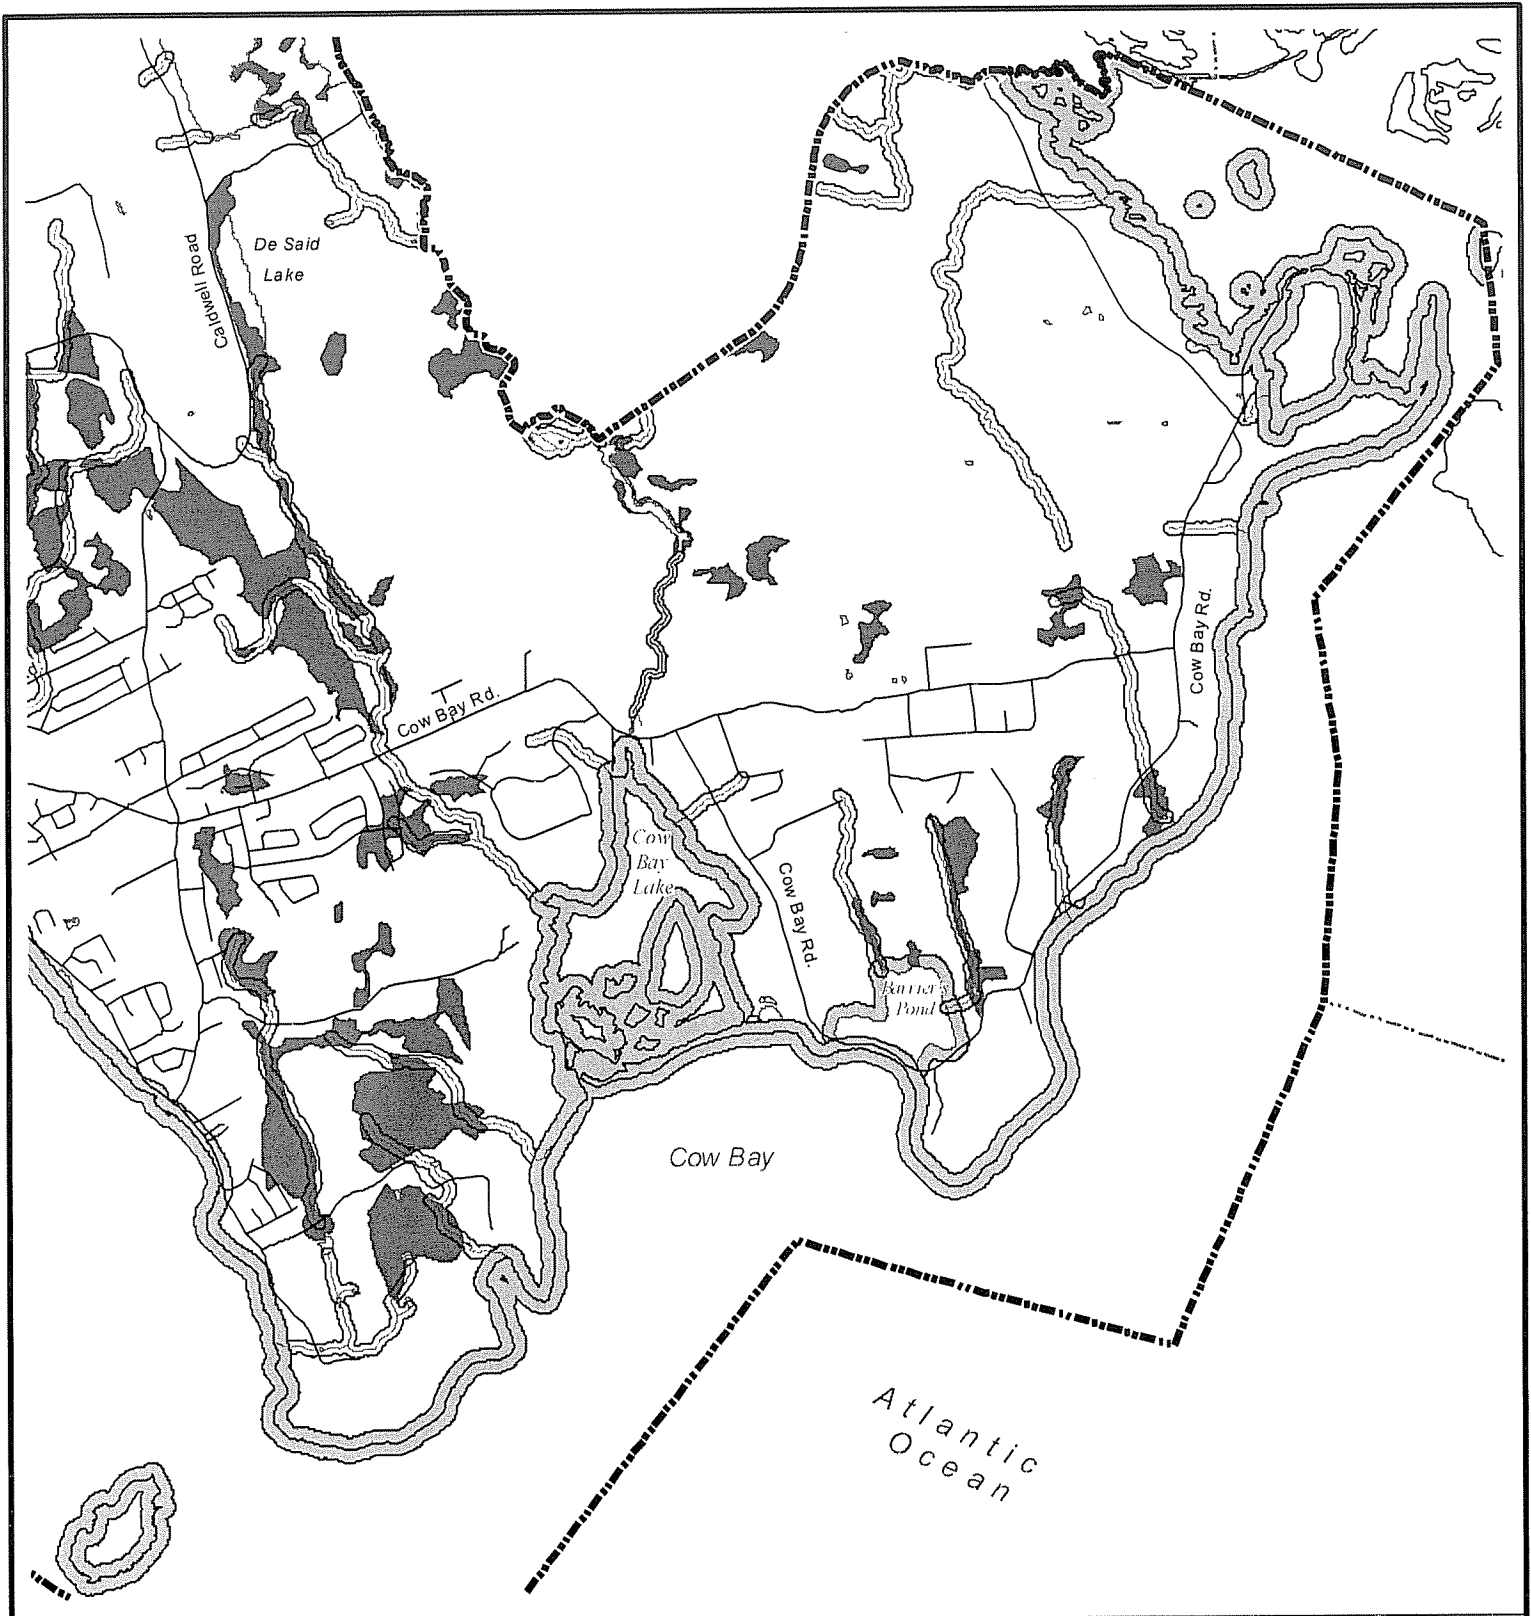 De Said
Lake
Caldwell Road
Cow Bay Rd.
Cow Bay Rd.
Cow
Bay
Lake
Cow Bay Rd.
Barrier's
Pond
Cow Bay
Atlantic
Ocean